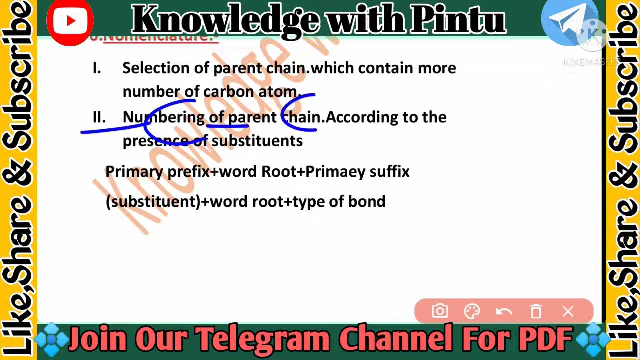 Knowledge with Pintu
Nomenclature:
I. Selection of parent chain.which contain more
number of carbon atom.
II. Numbering of parent chain.According to the
presence of substituents
Primary prefix+word Root+Primaey suffix
(substituent)+word root+type of bond
Like,Share & Subscribe
Like,Share & Subscribe
KINEMASTER
Join Our Telegram Channel For PDF